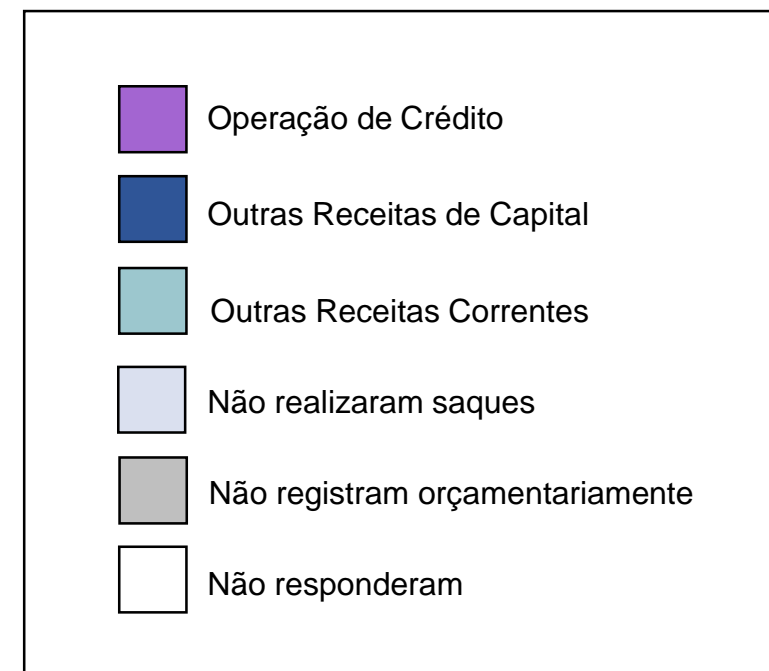 Operação de Crédito
Outras Receitas de Capital
Outras Receitas Correntes
Não realizaram saques
Não registram orçamentariamente
Não responderam